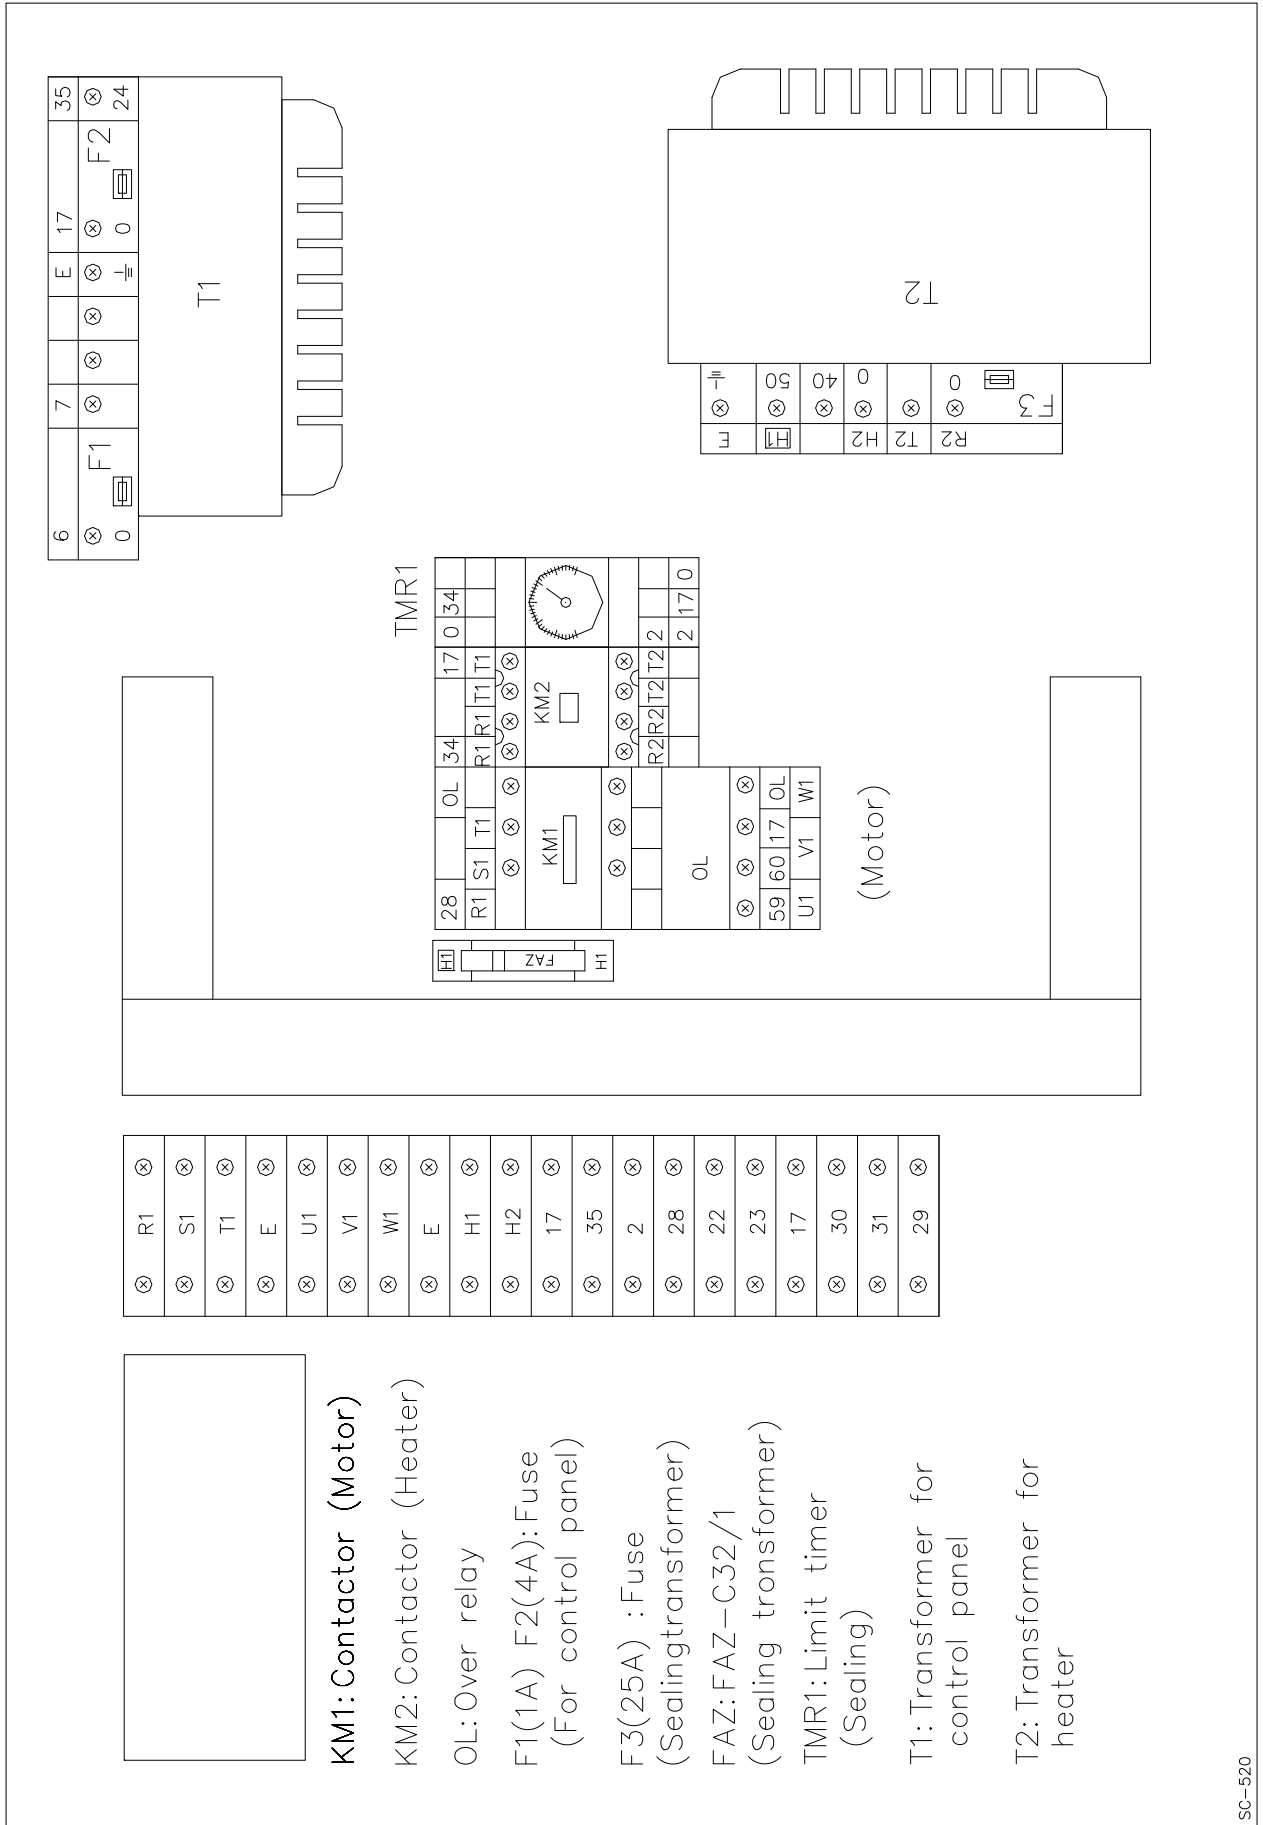 35
24
F2
17
0
E
7
F1
6
0
T1
T2
0
50
40
0
F3
E
H1
H2
T2
R2
TMR1
28 OL 34 17 0 34
R1 S1 T1 R1 R1 T1 T1
KM1
KM2
R2 R2 T2 T2 2
2 17 0
OL
59 60 17 OL
U1 V1 W1
(Motor)
H1
FAZ
H1
R1
S1
T1
E
U1
V1
W1
E
H1
H2
17
35
2
28
22
23
17
30
31
29
KM1:Contactor (Motor)
KM2:Contactor (Heater)
OL:Over relay
F1(1A) F2(4A):Fuse
(For control panel)
F3(25A) :Fuse
(Sealingtransformer)
FAZ:FAZ-C32/1
(Sealing tronsformer)
TMR1:Limit timer
(Sealing)
T1:Transformer for
control panel
T2:Transformer for
heater
SC-520